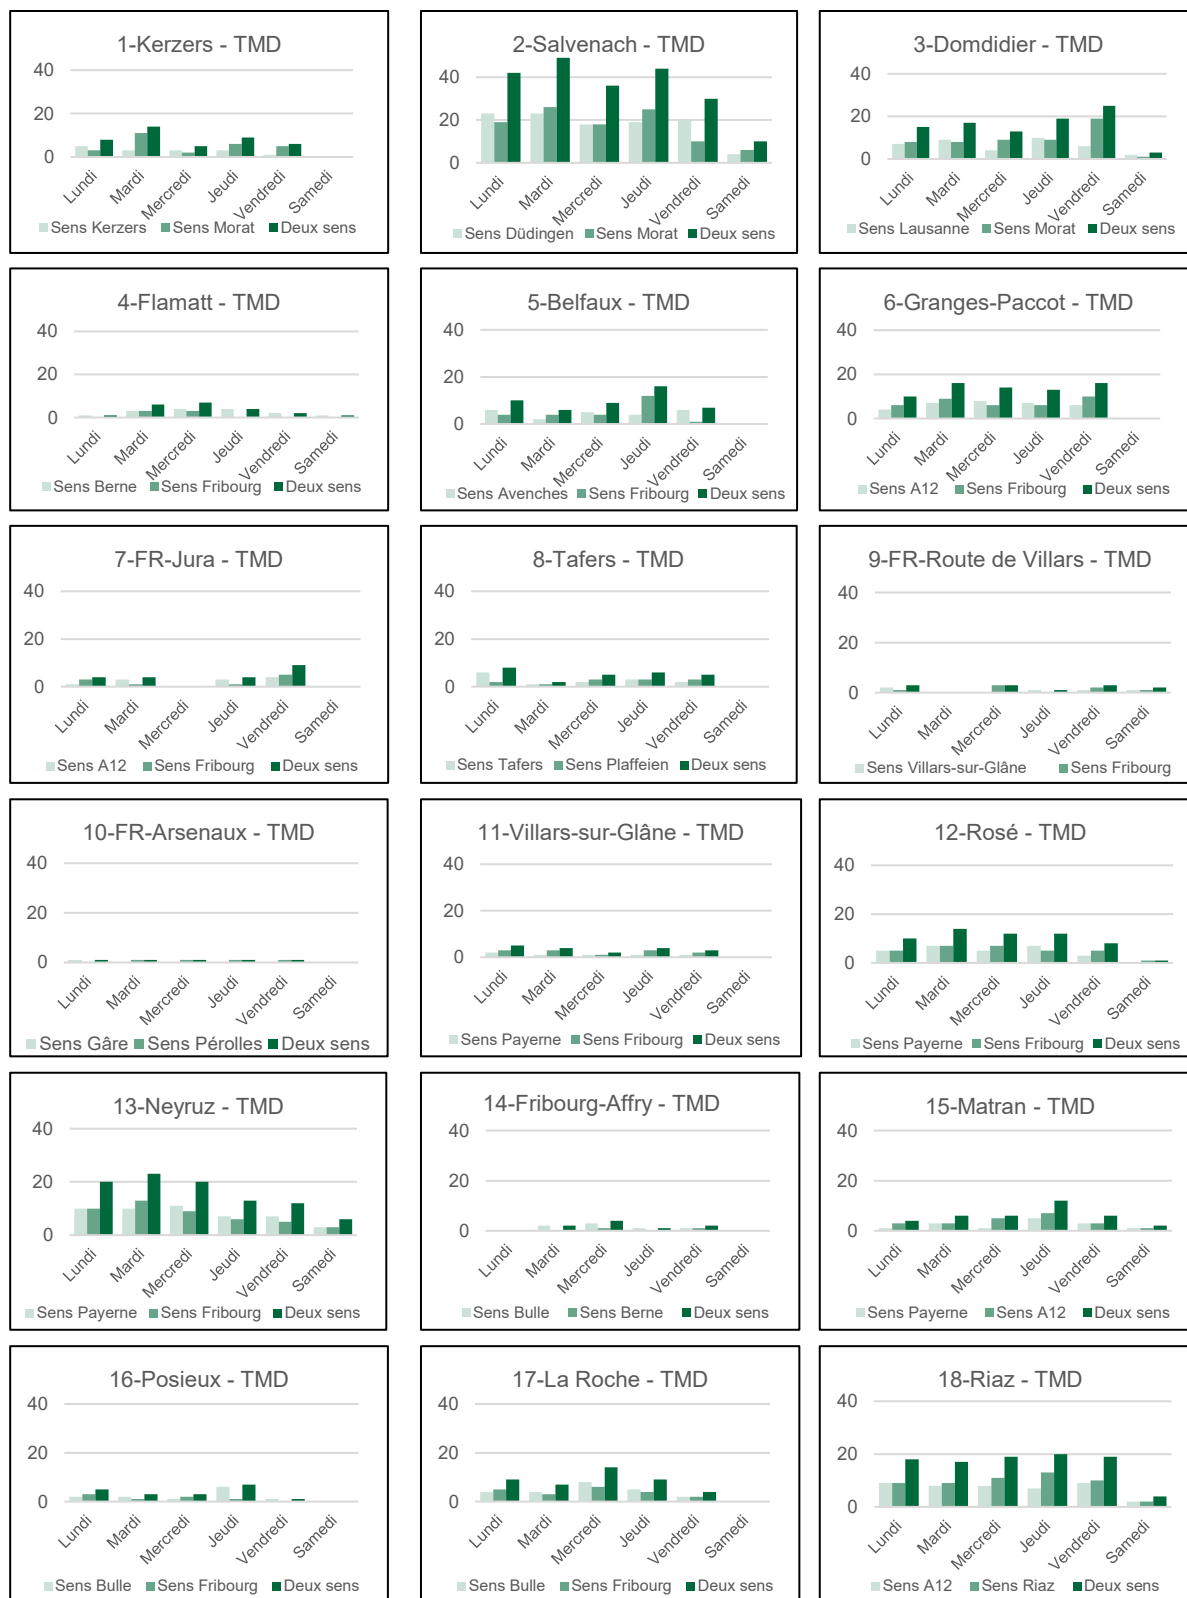 1-Kerzers - TMD
40
20
0
Lundi Mardi Mercredi Jeudi Vendredi Samedi
Sens Kerzers Sens Morat Deux sens
2-Salvenach - TMD
40
20
0
Lundi Mardi Mercredi Jeudi Vendredi Samedi
Sens Düdingen Sens Morat Deux sens
3-Domdidier - TMD
40
20
0
Lundi Mardi Mercredi Jeudi Vendredi Samedi
Sens Lausanne Sens Morat Deux sens
4-Flamatt - TMD
40
20
0
Lundi Mardi Mercredi Jeudi Vendredi Samedi
Sens Berne Sens Fribourg Deux sens
5-Belfaux - TMD
40
20
0
Lundi Mardi Mercredi Jeudi Vendredi Samedi
Sens Avenches Sens Fribourg Deux sens
6-Granges-Paccot - TMD
40
20
0
Lundi Mardi Mercredi Jeudi Vendredi Samedi
Sens A12 Sens Fribourg Deux sens
7-FR-Jura - TMD
40
20
0
Lundi Mardi Mercredi Jeudi Vendredi Samedi
Sens A12 Sens Fribourg Deux sens
8-Tafers - TMD
40
20
0
Lundi Mardi Mercredi Jeudi Vendredi Samedi
Sens Tafers Sens Plaffeien Deux sens
9-FR-Route de Villars - TMD
40
20
0
Lundi Mardi Mercredi Jeudi Vendredi Samedi
Sens Villars-sur-Glâne Sens Fribourg
10-FR-Arsenaux - TMD
40
20
0
Lundi Mardi Mercredi Jeudi Vendredi Samedi
Sens Gâre Sens Pérolles Deux sens
11-Villars-sur-Glâne - TMD
40
20
0
Lundi Mardi Mercredi Jeudi Vendredi Samedi
Sens Payerne Sens Fribourg Deux sens
12-Rosé - TMD
40
20
0
Lundi Mardi Mercredi Jeudi Vendredi Samedi
Sens Payerne Sens Fribourg Deux sens
13-Neyruz - TMD
40
20
0
Lundi Mardi Mercredi Jeudi Vendredi Samedi
Sens Payerne Sens Fribourg Deux sens
14-Fribourg-Affry - TMD
40
20
0
Lundi Mardi Mercredi Jeudi Vendredi Samedi
Sens Bulle Sens Berne Deux sens
15-Matran - TMD
40
20
0
Lundi Mardi Mercredi Jeudi Vendredi Samedi
Sens Payerne Sens A12 Deux sens
16-Posieux - TMD
40
20
0
Lundi Mardi Mercredi Jeudi Vendredi Samedi
Sens Bulle Sens Fribourg Deux sens
17-La Roche - TMD
40
20
0
Lundi Mardi Mercredi Jeudi Vendredi Samedi
Sens Bulle Sens Fribourg Deux sens
18-Riaz - TMD
40
20
0
Lundi Mardi Mercredi Jeudi Vendredi Samedi
Sens A12 Sens Riaz Deux sens